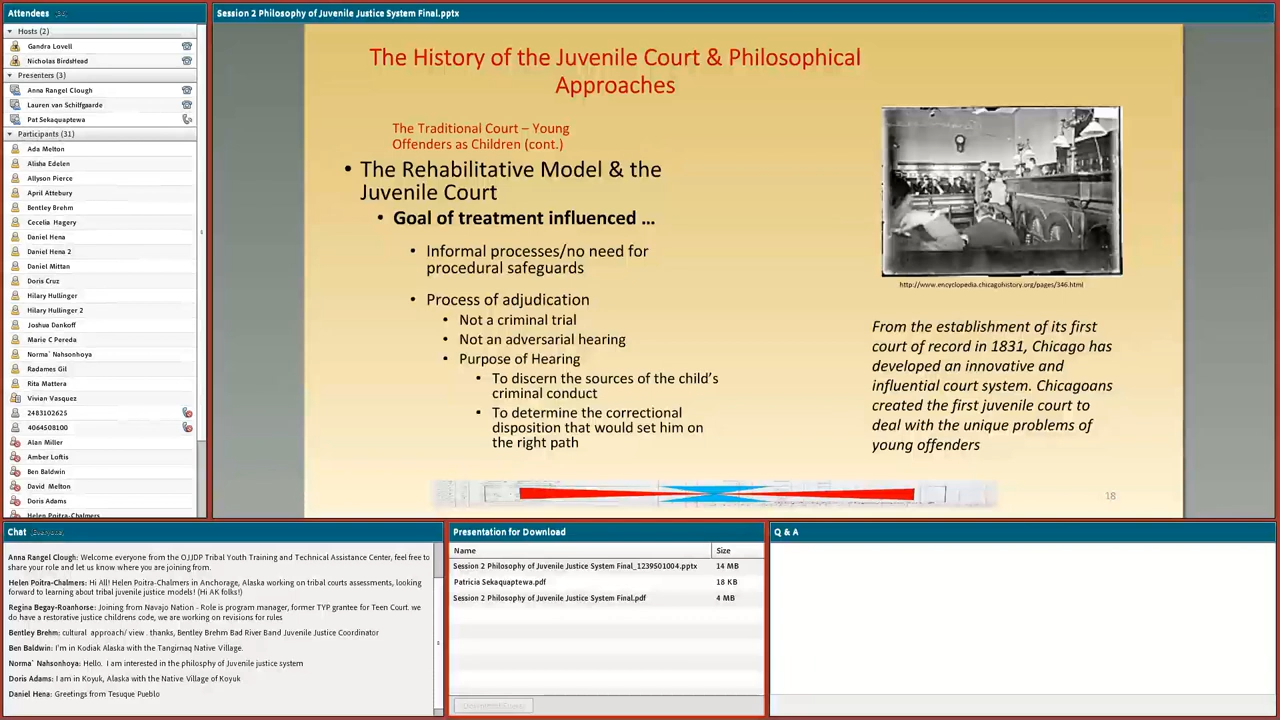 Attendees
Hosts (2)
Gandra Lovell
Nicholas BirdsHead
Presenters (3)
Anna Rangel Clough
Lauren van Schilfgaarde
Pat Sekaquaptewa
Participants (31)
Ada Melton
Alisha Edelen
Allyson Pierce
April Attebury
Bentley Brehm
Cecelia Hagery
Daniel Hena
Daniel Hena 2
Daniel Mittan
Doris Cruz
Hilary Hullinger
Hilary Hullinger 2
Joshua Dankoff
Marie C Pereda
Norma` Nahsonhoya
Radames Gil
Rita Mattera
Vivian Vasquez
2483102625
4064508100
Alan Miller
Amber Loftis
Ben Baldwin
David Melton
Doris Adams
Helen Poitra-Chalmers
Session 2 Philosophy of Juvenile Justice System Final.pptx
The History of the Juvenile Court & Philosophical
Approaches
The Traditional Court – Young
Offenders as Children (cont.)
• The Rehabilitative Model & the
Juvenile Court
• Goal of treatment influenced …
• Informal processes/no need for
procedural safeguards
• Process of adjudication
• Not a criminal trial
• Not an adversarial hearing
• Purpose of Hearing
• To discern the sources of the child's
criminal conduct
• To determine the correctional
disposition that would set him on
the right path
http://www.encyclopedia.chicagohistory.org/pages/346.html
From the establishment of its first
court of record in 1831, Chicago has
developed an innovative and
influential court system. Chicagoans
created the first juvenile court to
deal with the unique problems of
young offenders
18
Chat (Everyone)
Anna Rangel Clough: Welcome everyone from the OJJDP Tribal Youth Training and Technical Assistance Center, feel free to
share your role and let us know where you are joining from.
Helen Poitra-Chalmers: Hi All! Helen Poitra-Chalmers in Anchorage, Alaska working on tribal courts assessments, looking
forward to learning about tribal juvenile justice models! (Hi AK folks!)
Regina Begay-Roanhorse: Joining from Navajo Nation - Role is program manager, former TYP grantee for Teen Court. we
do have a restorative justice childrens code, we are working on revisions for rules
Bentley Brehm: cultural approach/ view . thanks, Bentley Brehm Bad River Band Juvenile Justice Coordinator
Ben Baldwin: I'm in Kodiak Alaska with the Tangirnaq Native Village.
Norma` Nahsonhoya: Hello. I am interested in the philosphy of Juvenile justice system
Doris Adams: I am in Koyuk, Alaska with the Native Village of Koyuk
Daniel Hena: Greetings from Tesuque Pueblo
Presentation for Download
Name Size
Session 2 Philosophy of Juvenile Justice System Final_1239501004.pptx 14 MB
Patricia Sekaquaptewa.pdf 18 KB
Session 2 Philosophy of Juvenile Justice System Final.pdf 4 MB
Q & A